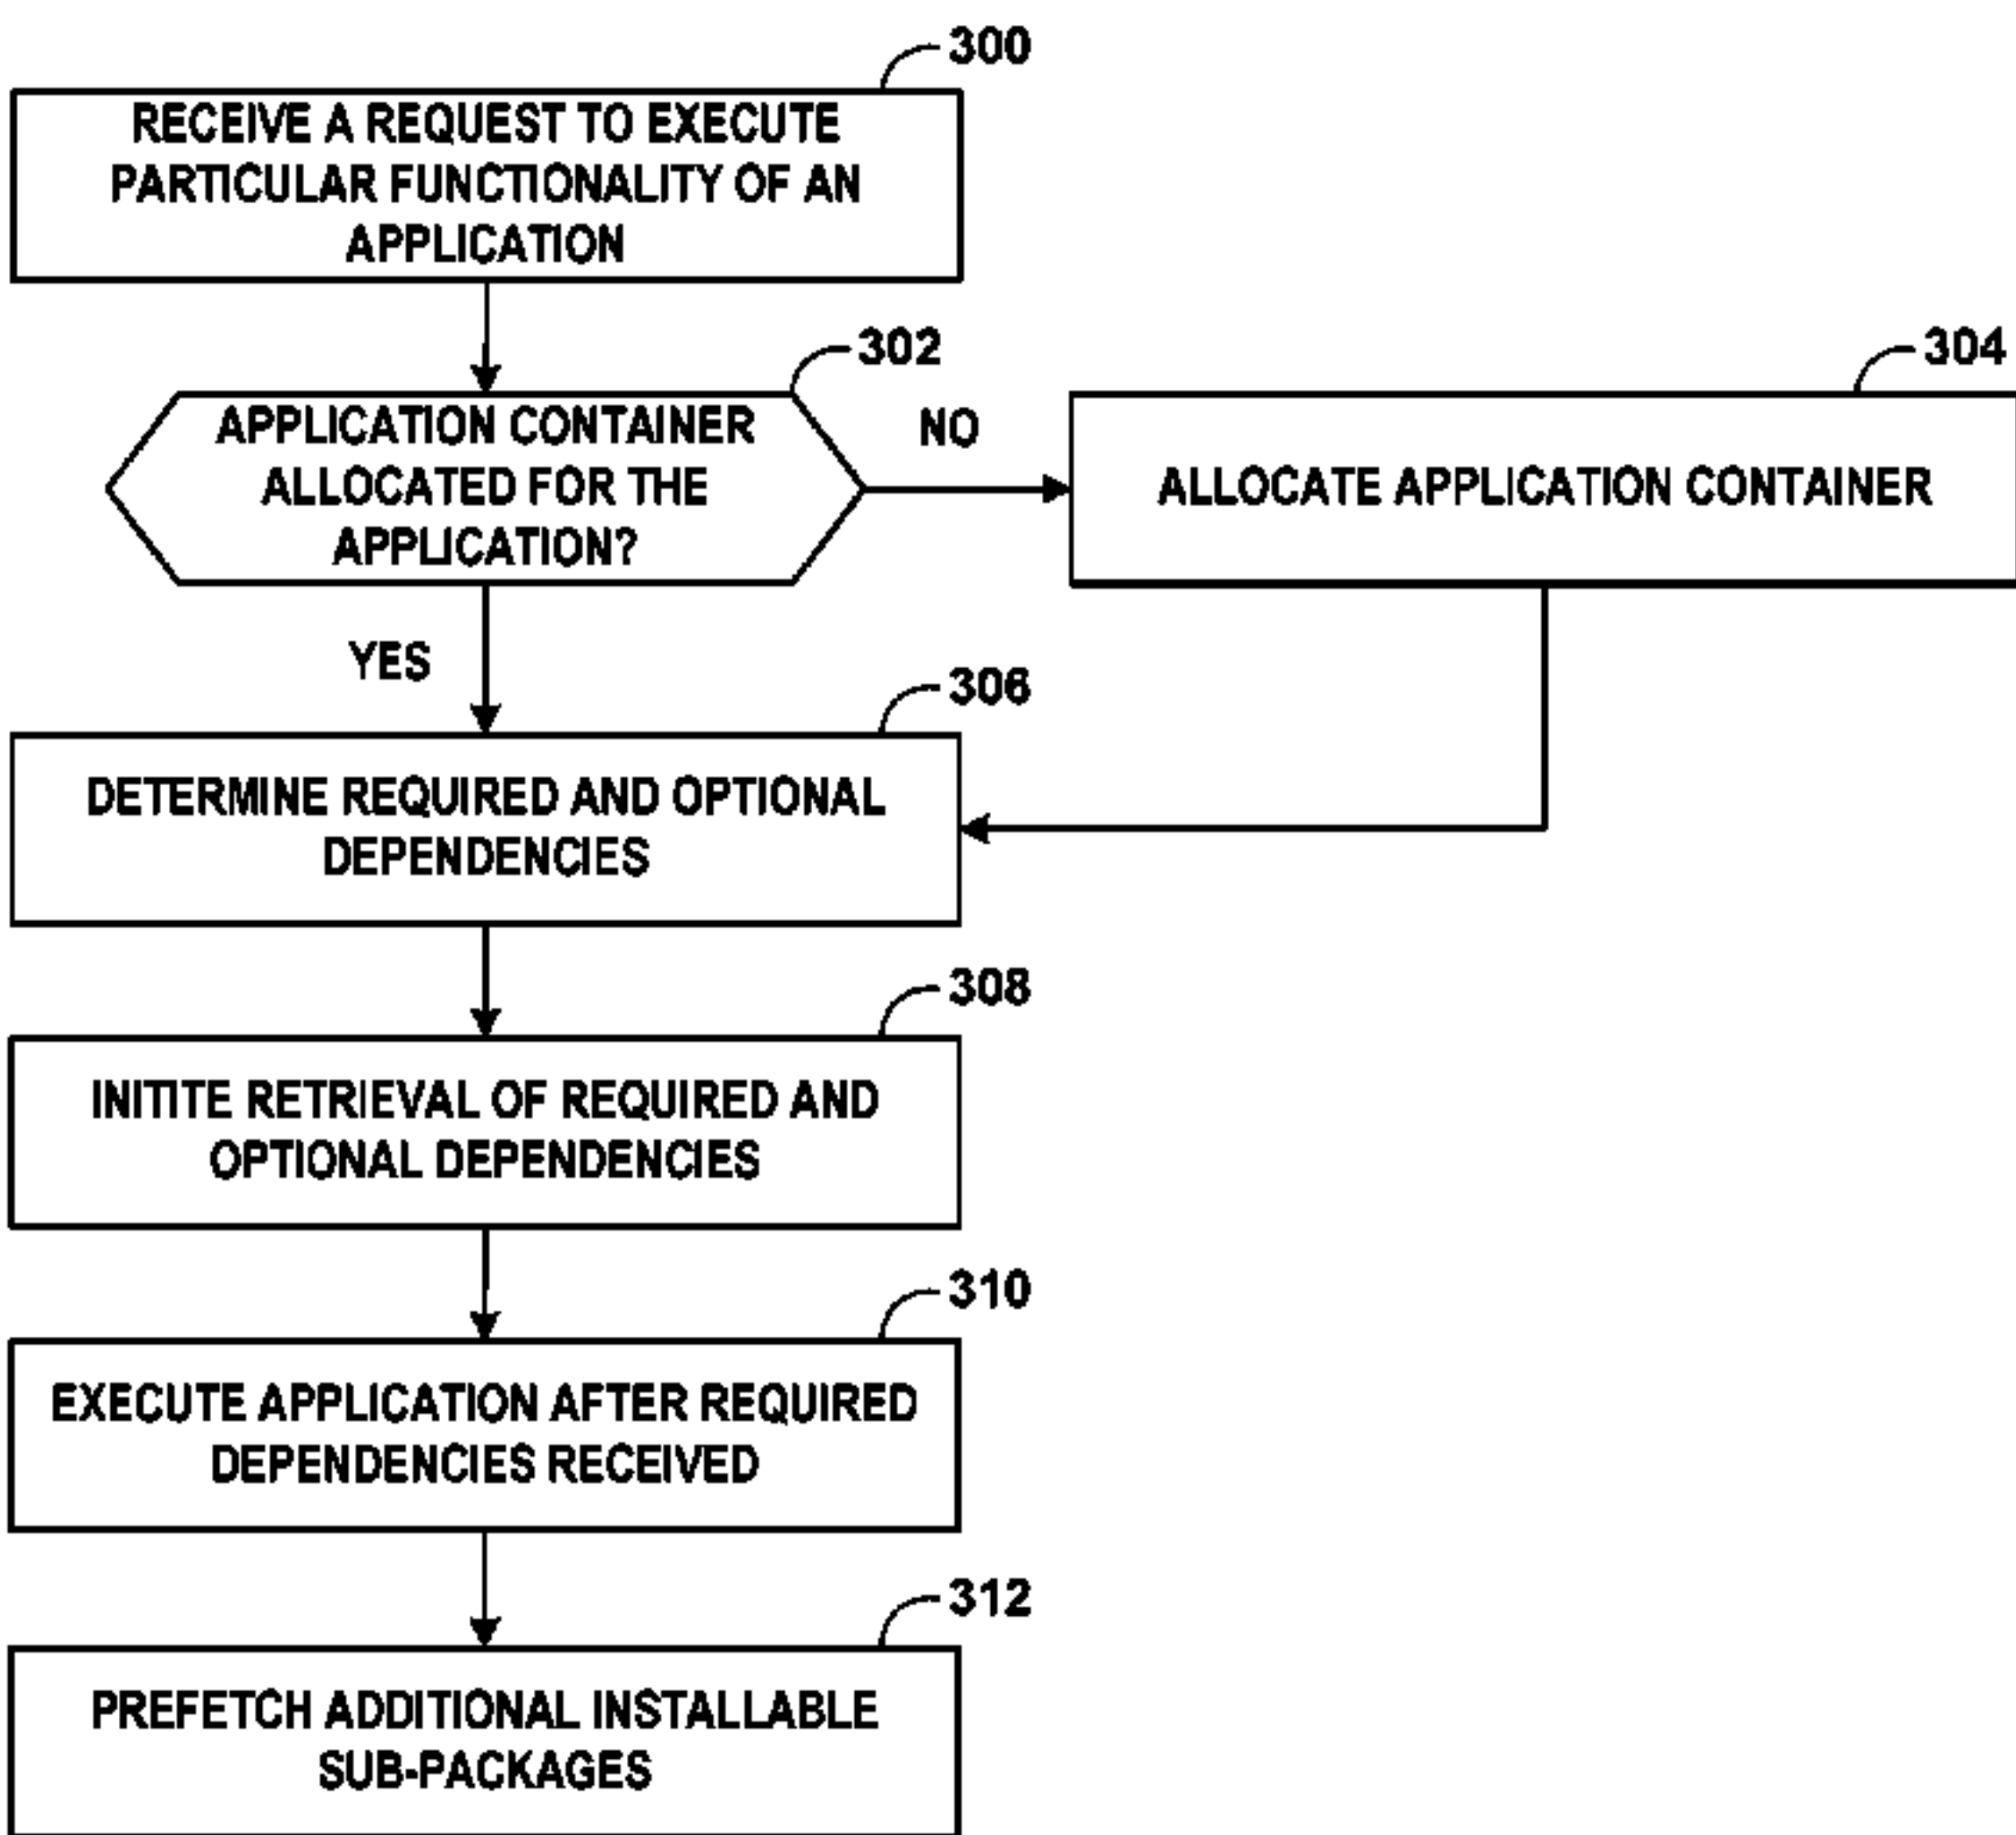 300
RECEIVE A REQUEST TO EXECUTE
PARTICULAR FUNCTIONALITY OF AN
APPLICATION
302
APPLICATION CONTAINER
ALLOCATED FOR THE
APPLICATION?
NO
304
ALLOCATE APPLICATION CONTAINER
YES
306
DETERMINE REQUIRED AND OPTIONAL
DEPENDENCIES
308
INITITE RETRIEVAL OF REQUIRED AND
OPTIONAL DEPENDENCIES
310
EXECUTE APPLICATION AFTER REQUIRED
DEPENDENCIES RECEIVED
312
PREFETCH ADDITIONAL INSTALLABLE
SUB-PACKAGES